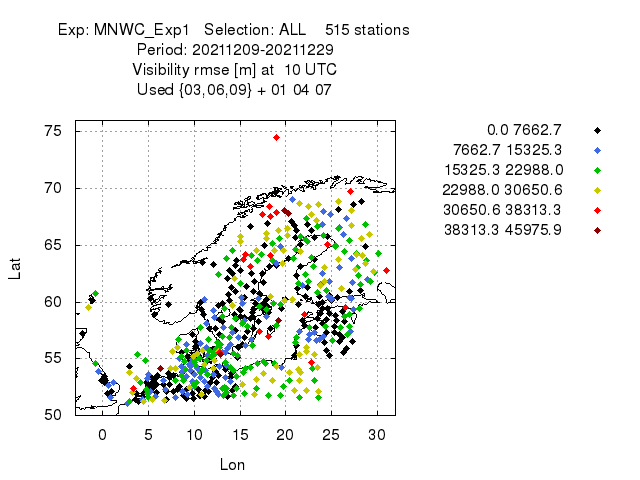 Exp: MNWC_Exp1   Selection: ALL    515 stations
Period: 20211209-20211229
Visibility rmse [m] at  10 UTC
Used {03,06,09} + 01 04 07
0.0 7662.7
7662.7 15325.3
15325.3 22988.0
22988.0 30650.6
30650.6 38313.3
38313.3 45975.9
75
70
65
60
55
50
Lat
0 5 10 15 20 25 30
Lon